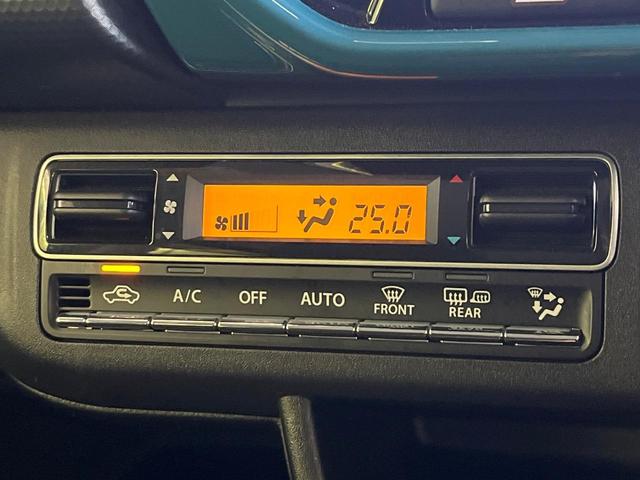 25.0
A/C OFF AUTO FRONT REAR